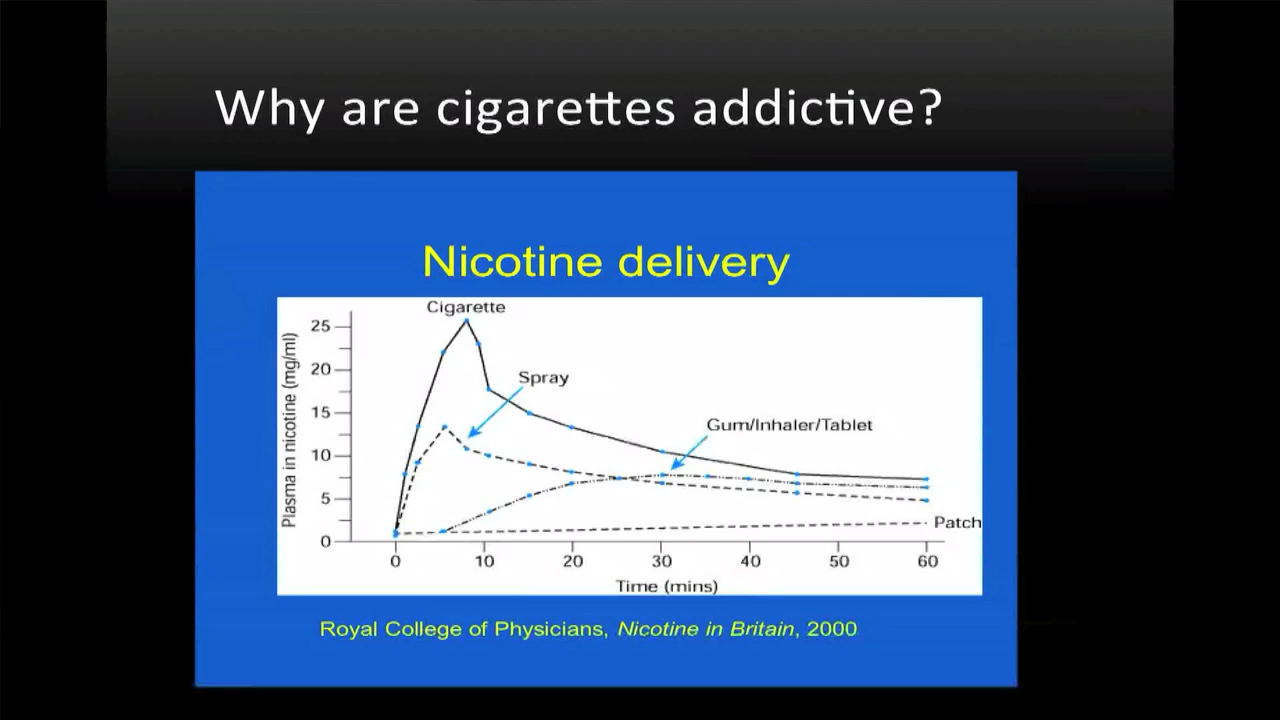 Why are cigarettes addictive?
Nicotine delivery
Cigarette
Spray
Gum/Inhaler/Tablet
Patch
Plasma in nicotine (mg/ml)
25
20
15
10
5
0
0 10 20 30 40 50 60
Time (mins)
Royal College of Physicians, Nicotine in Britain, 2000